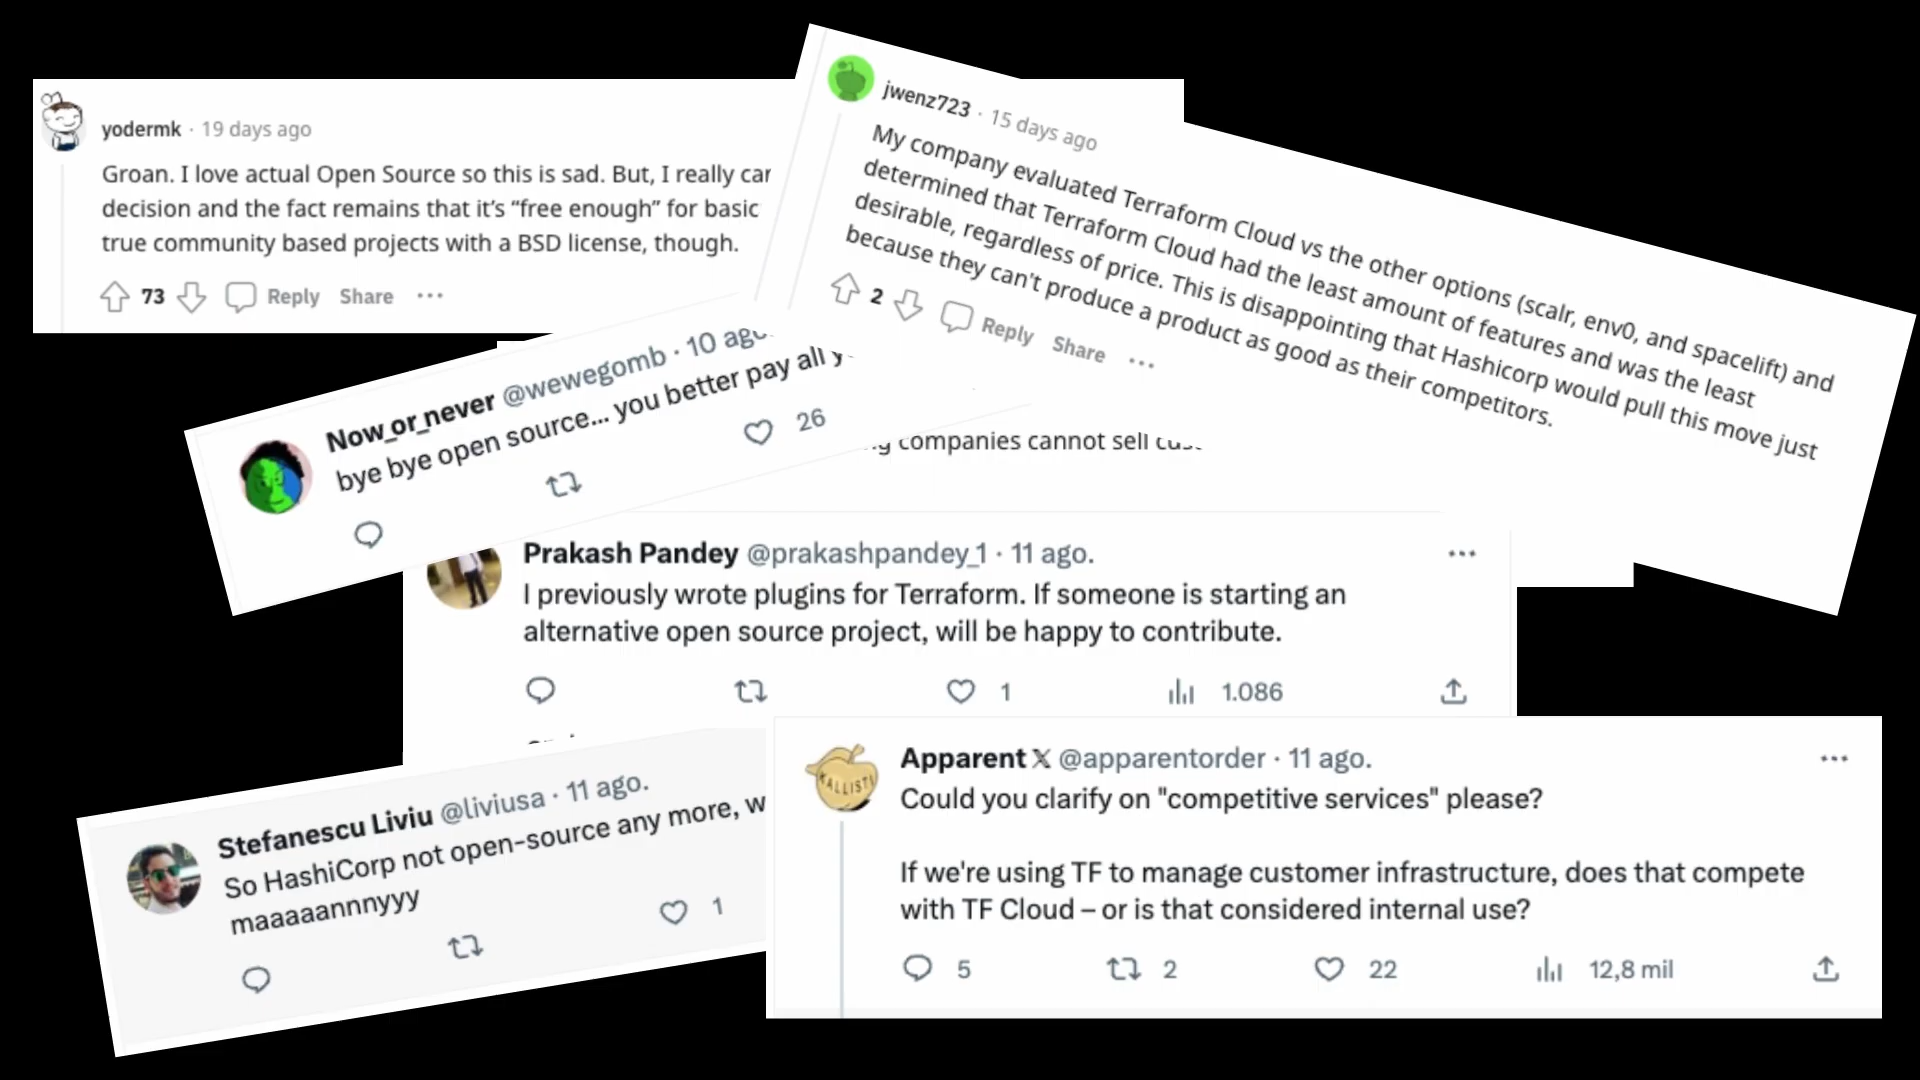 yodermk · 19 days ago
Groan. I love actual Open Source so this is sad. But, I really
decision and the fact remains that it’s “free enough” for basic
true community based projects with a BSD license, though.
73 Reply Share ···
jwenz723 · 15 days ago
My company evaluated Terraform Cloud vs the other options (scalr, env0, and spacelift) and
determined that Terraform Cloud had the least amount of features and was the least
desirable, regardless of price. This is disappointing that Hashicorp would pull this move just
because they can't produce a product as good as their competitors.
2 Reply Share ···
Now_or_never @wewegomb · 10 ago.
bye bye open source... you better pay all
26
companies cannot sell
Prakash Pandey @prakashpandey_1 · 11 ago. ···
I previously wrote plugins for Terraform. If someone is starting an
alternative open source project, will be happy to contribute.
1 1.086
Stefanescu Liviu @liviusa · 11 ago.
So HashiCorp not open-source any more,
maaaaannnyyy
1
Apparent X @apparentorder · 11 ago. ···
Could you clarify on "competitive services" please?
If we're using TF to manage customer infrastructure, does that compete
with TF Cloud – or is that considered internal use?
5 2 22 12,8 mil
KALLISTI